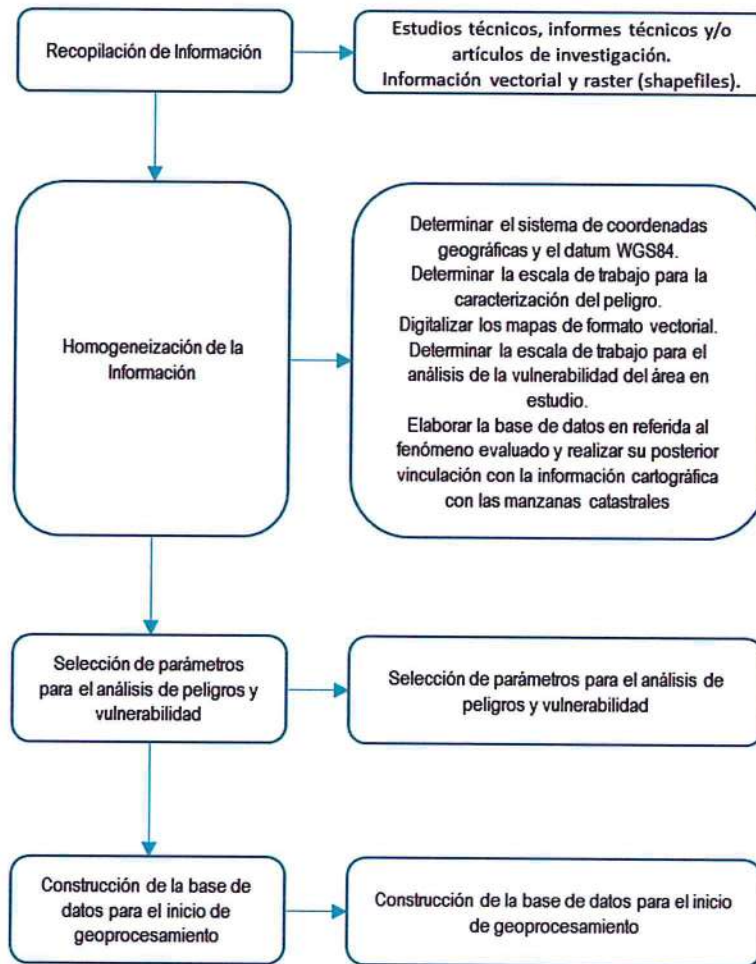 Recopilación de Información
Estudios técnicos, informes técnicos y/o
artículos de investigación.
Información vectorial y raster (shapefiles).
Homogeneización de la
Información
Determinar el sistema de coordenadas
geográficas y el datum WGS84.
Determinar la escala de trabajo para la
caracterización del peligro.
Digitalizar los mapas de formato vectorial.
Determinar la escala de trabajo para el
análisis de la vulnerabilidad del área en
estudio.
Elaborar la base de datos en referida al
fenómeno evaluado y realizar su posterior
vinculación con la información cartográfica
con las manzanas catastrales
Selección de parámetros
para el análisis de peligros y
vulnerabilidad
Selección de parámetros para el análisis de
peligros y vulnerabilidad
Construcción de la base de
datos para el inicio de
geoprocesamiento
Construcción de la base de datos para el inicio
de geoprocesamiento